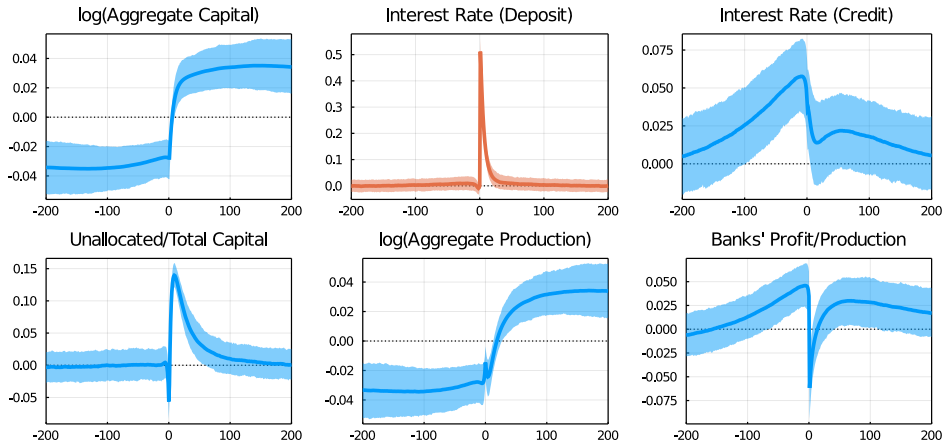 log(Aggregate Capital)
0.04
0.02
0.00
-0.02
-0.04
-200 -100 0 100 200
Interest Rate (Deposit)
0.5
0.4
0.3
0.2
0.1
0.0
-200 -100 0 100 200
Interest Rate (Credit)
0.075
0.050
0.025
0.000
-200 -100 0 100 200
Unallocated/Total Capital
0.15
0.10
0.05
0.00
-0.05
-200 -100 0 100 200
log(Aggregate Production)
0.04
0.02
0.00
-0.02
-0.04
-200 -100 0 100 200
Banks' Profit/Production
0.050
0.025
0.000
-0.025
-0.050
-0.075
-200 -100 0 100 200